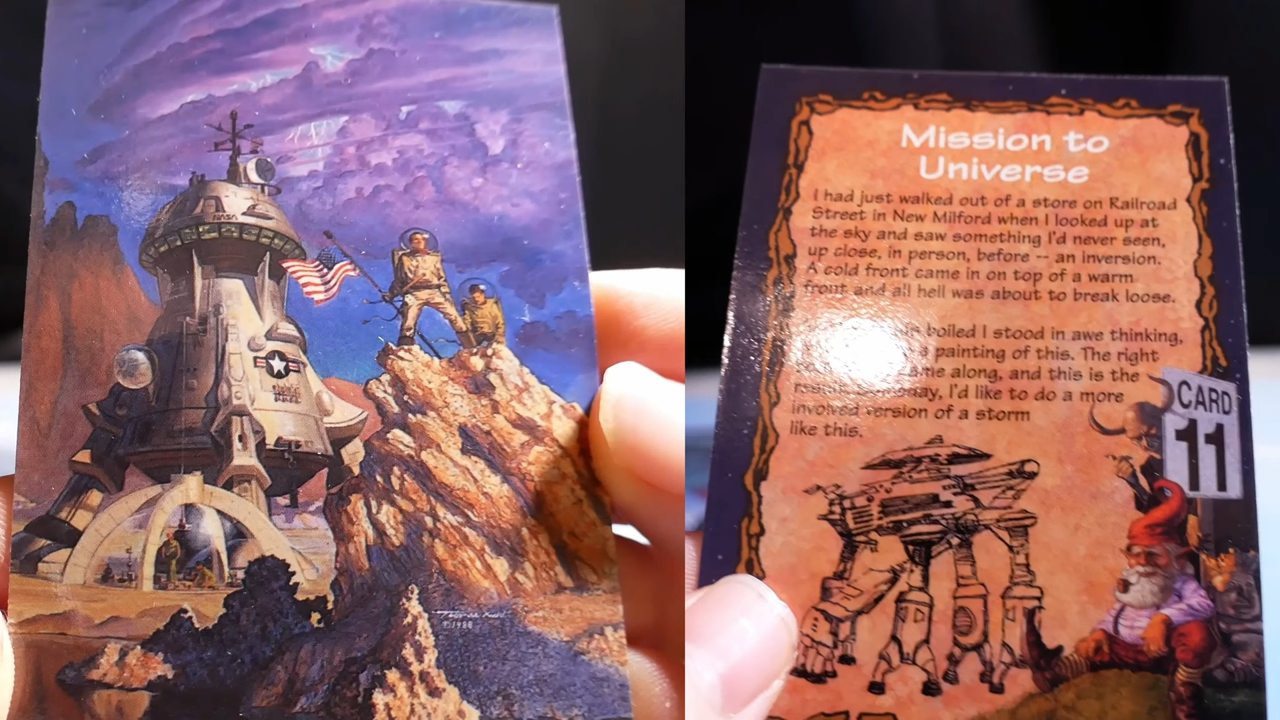 NASA
©1988
Mission to
Universe
I had just walked out of a store on Railroad
Street in New Milford when I looked up at
the sky and saw something I'd never seen,
up close, in person, before -- an inversion.
A cold front came in on top of a warm
front and all hell was about to break loose.
boiled I stood in awe thinking,
painting of this. The right
along, and this is the
I'd like to do a more
involved version of a storm
like this.
CARD
11